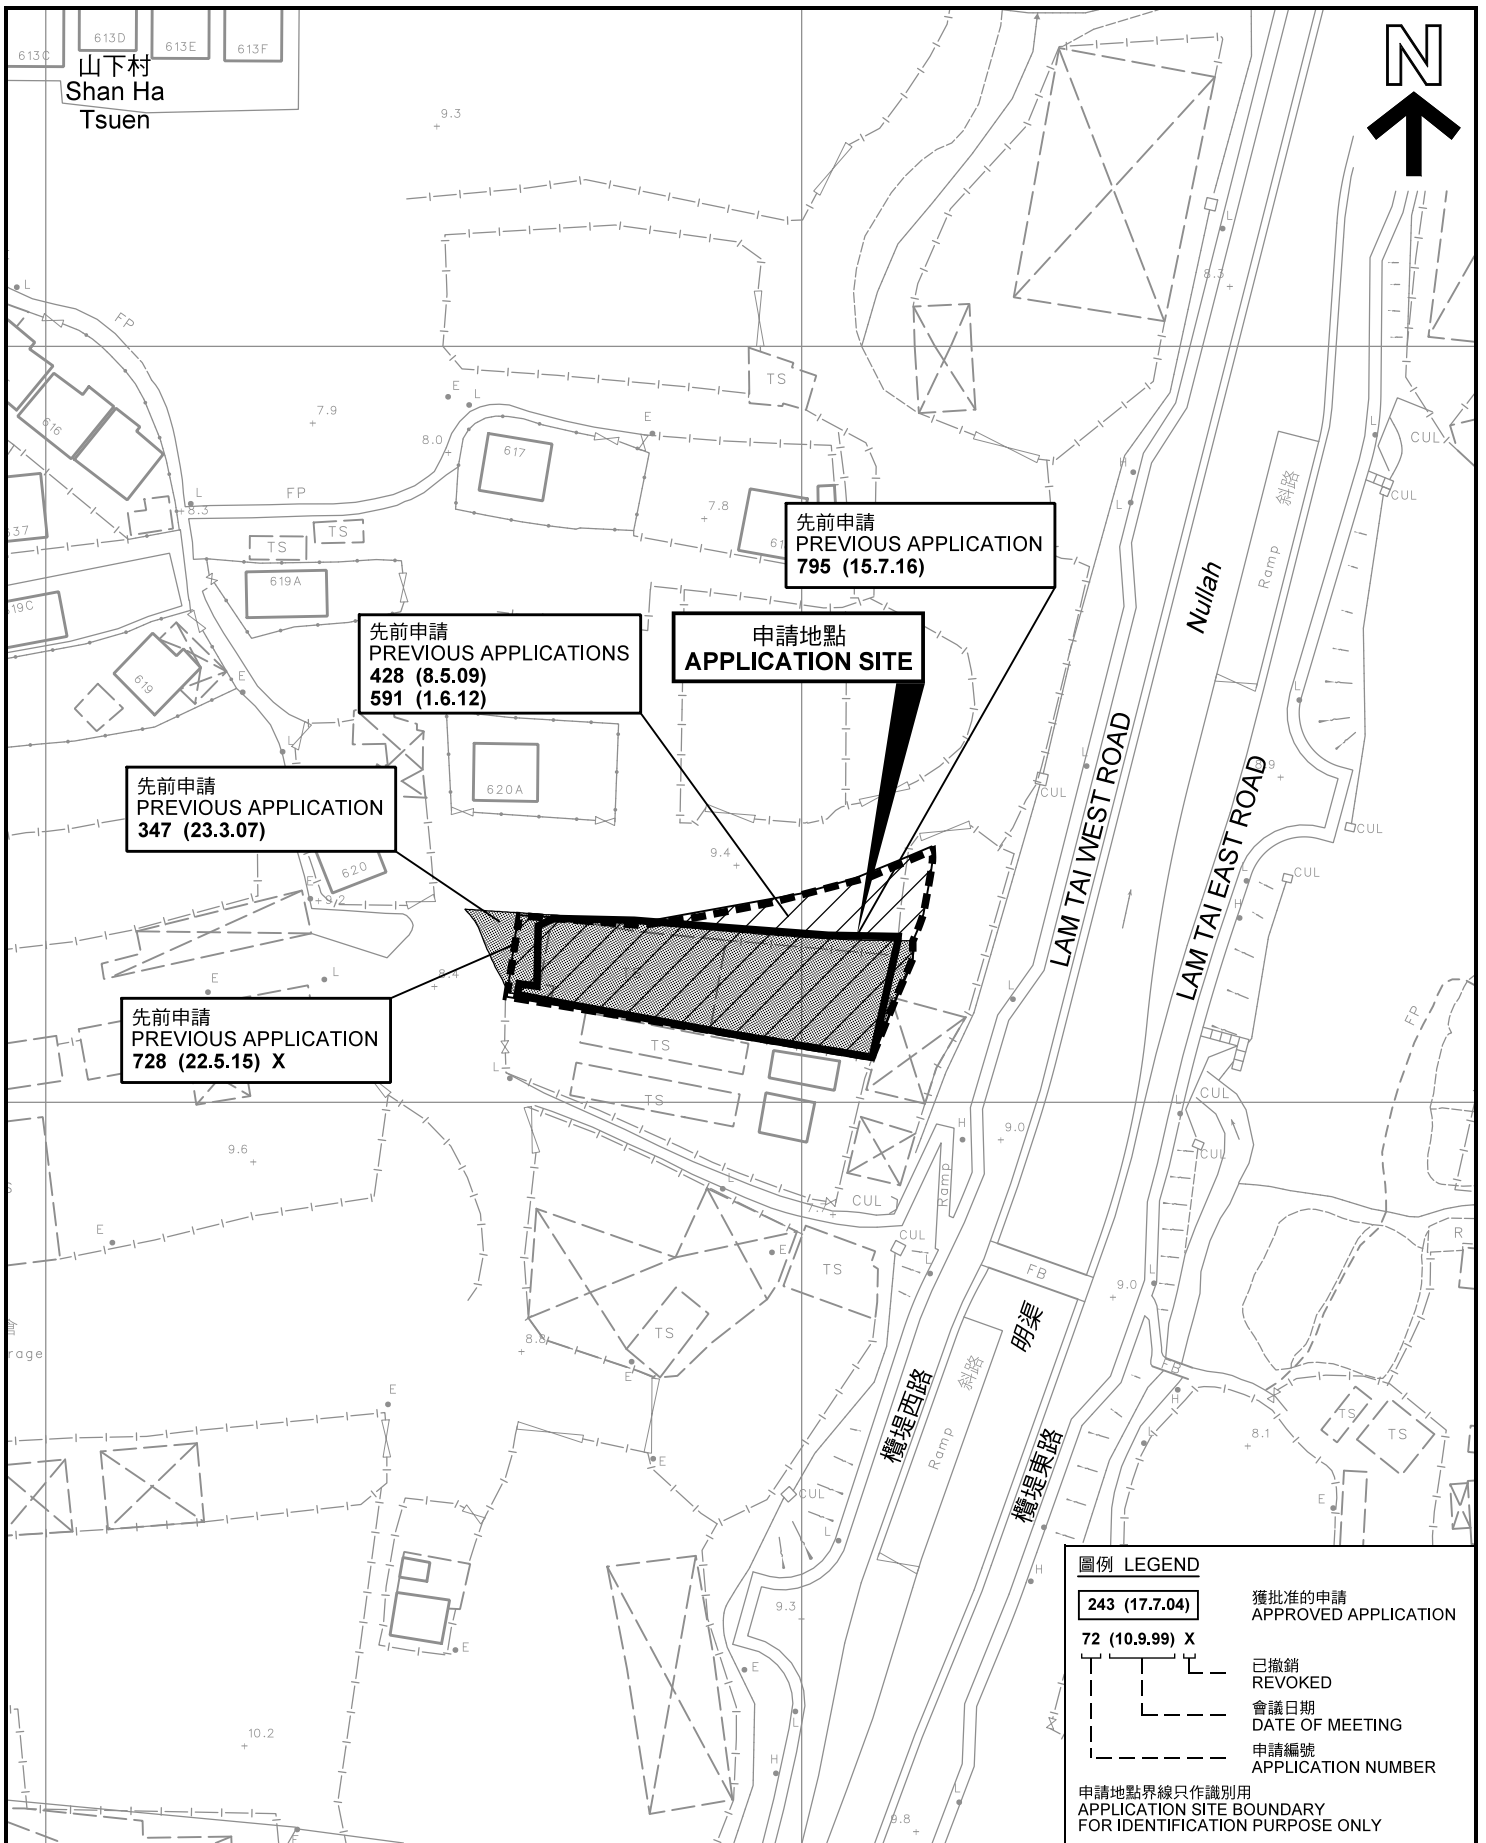 613C
613D
613E
613F
山下村
Shan Ha
Tsuen
N
9.3
L
8.3
L
FP
TS
E
L
7.9
E
616
8.0
617
L
CUL
CUL
斜路
Ramp
H
L
L
FP
8.3
7.8
TS
TS
619A
先前申請
PREVIOUS APPLICATION
795 (15.7.16)
Nullah
先前申請
PREVIOUS APPLICATIONS
428 (8.5.09)
591 (1.6.12)
申請地點
APPLICATION SITE
619
E
L
L
L
LAM TAI WEST ROAD
LAM TAI EAST ROAD
620A
CUL
CUL
CUL
先前申請
PREVIOUS APPLICATION
347 (23.3.07)
620
9.4
E
9.2
L
H
E
L
8.4
L
先前申請
PREVIOUS APPLICATION
728 (22.5.15) X
TS
TS
L
FP
CUL
L
CUL
H
9.0
9.6
Ramp
L
CUL
7.7
CUL
E
E
TS
L
FB
9.0
L
R
明渠
rage
8.8
TS
E
斜路
FB
H
欖堤西路
Ramp
欖堤東路
E
TS
TS
8.1
L
E
CUL
L
E
H
H
9.3
E
E
L
10.2
H
L
9.8
E
圖例 LEGEND
243 (17.7.04)
獲批准的申請
APPROVED APPLICATION
72 (10.9.99) X
已撤銷
REVOKED
會議日期
DATE OF MEETING
申請編號
APPLICATION NUMBER
申請地點界線只作識別用
APPLICATION SITE BOUNDARY
FOR IDENTIFICATION PURPOSE ONLY